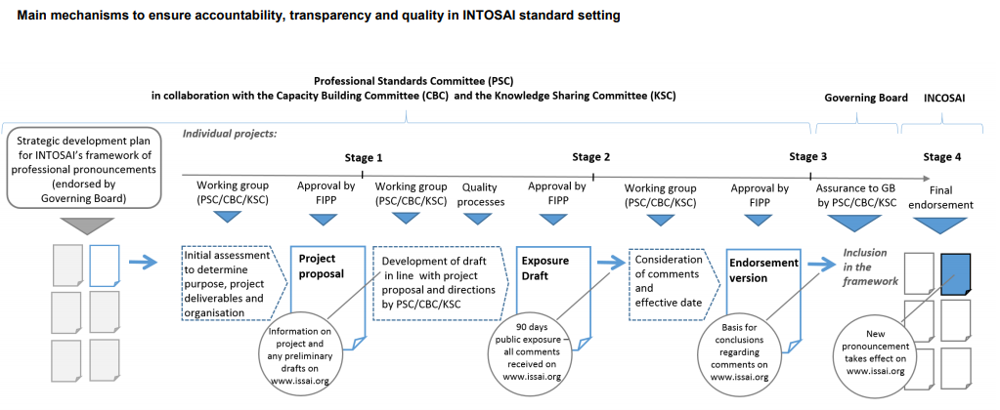 Main mechanisms to ensure accountability, transparency and quality in INTOSAI standard setting
Professional Standards Committee (PSC)
in collaboration with the Capacity Building Committee (CBC) and the Knowledge Sharing Committee (KSC)
Governing Board
INCOSAI
Strategic development plan
for INTOSAI's framework of
professional pronouncements
(endorsed by
Governing Board)
Individual projects:
Stage 1
Stage 2
Stage 3
Stage 4
Working group
(PSC/CBC/KSC)
Approval by
FIPP
Working group
(PSC/CBC/KSC)
Quality
processes
Approval by
FIPP
Working group
(PSC/CBC/KSC)
Approval by
FIPP
Assurance to GB
by PSC/CBC/KSC
Final
endorsement
Initial assessment
to determine
purpose, project
deliverables and
organisation
Project
proposal
Development of draft
in line with project
proposal and directions
by PSC/CBC/KSC
Exposure
Draft
Consideration
of comments
and
effective date
Endorsement
version
Inclusion
in the
framework
Information on
project and
any preliminary
drafts on
www.issai.org
90 days
public exposure –
all comments
received on
www.issai.org
Basis for
conclusions
regarding
comments on
www.issai.org
New
pronouncement
takes effect on
www.issai.org